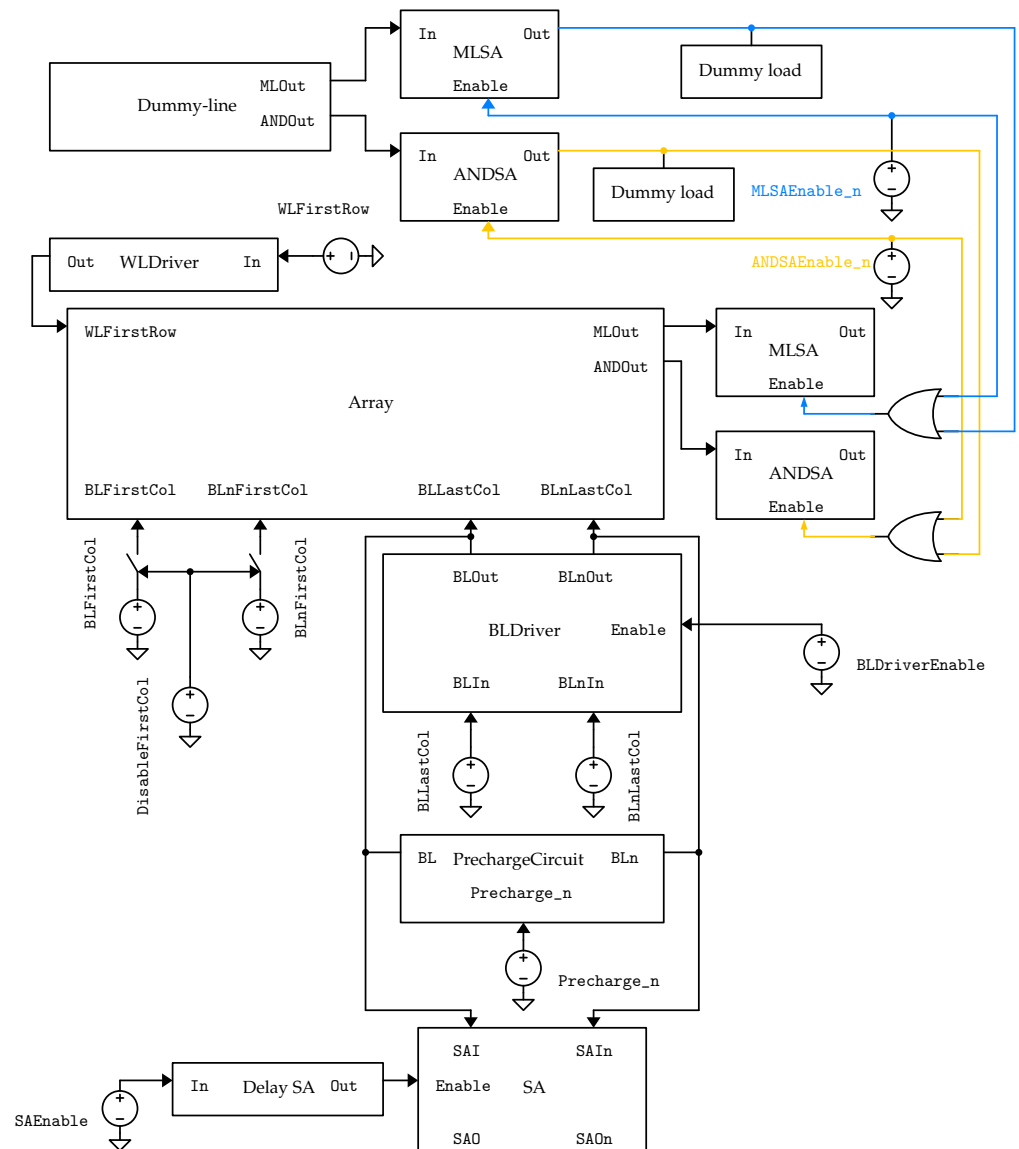 In
Out
MLSA
Enable
Dummy load
MLOut
Dummy-line
ANDOut
In
Out
ANDSA
Enable
Dummy load
MLSAEnable_n
WLFirstRow
Out
WLDriver
In
ANDSAEnable_n
WLFirstRow
MLOut
ANDOut
Array
In
Out
MLSA
Enable
In
Out
ANDSA
Enable
BLFirstCol
BLnFirstCol
BLLastCol
BLnLastCol
BLFirstCol
BLnFirstCol
DisableFirstCol
BLOut
BLnOut
BLDriver
Enable
BLIn
BLnIn
BLDriverEnable
BLLastCol
BLnLastCol
BL
PrechargeCircuit
BLn
Precharge_n
Precharge_n
SAI
SAIn
In
Delay SA
Out
Enable
SA
SAEnable
SAO
SAOn